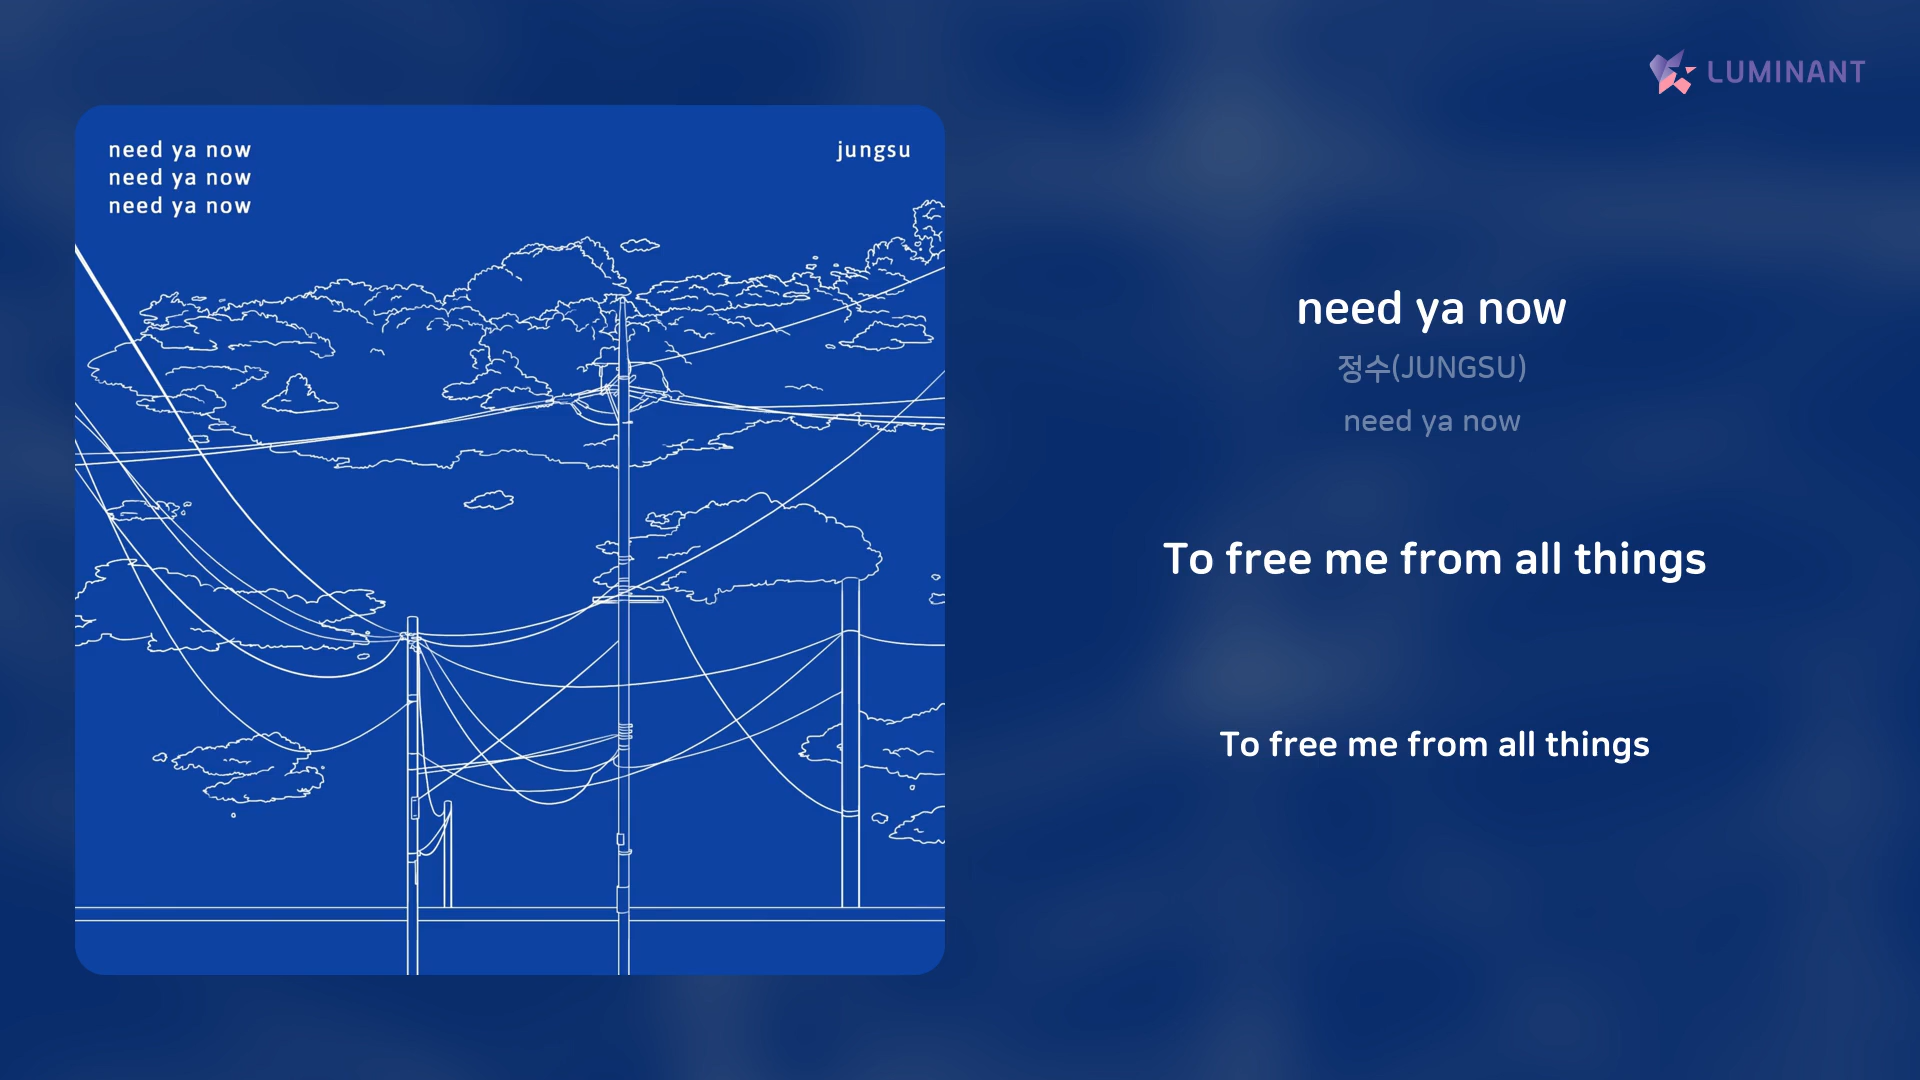 need ya now
need ya now
need ya now
jungsu
LUMINANT
need ya now
정수(JUNGSU)
need ya now
To free me from all things
To free me from all things